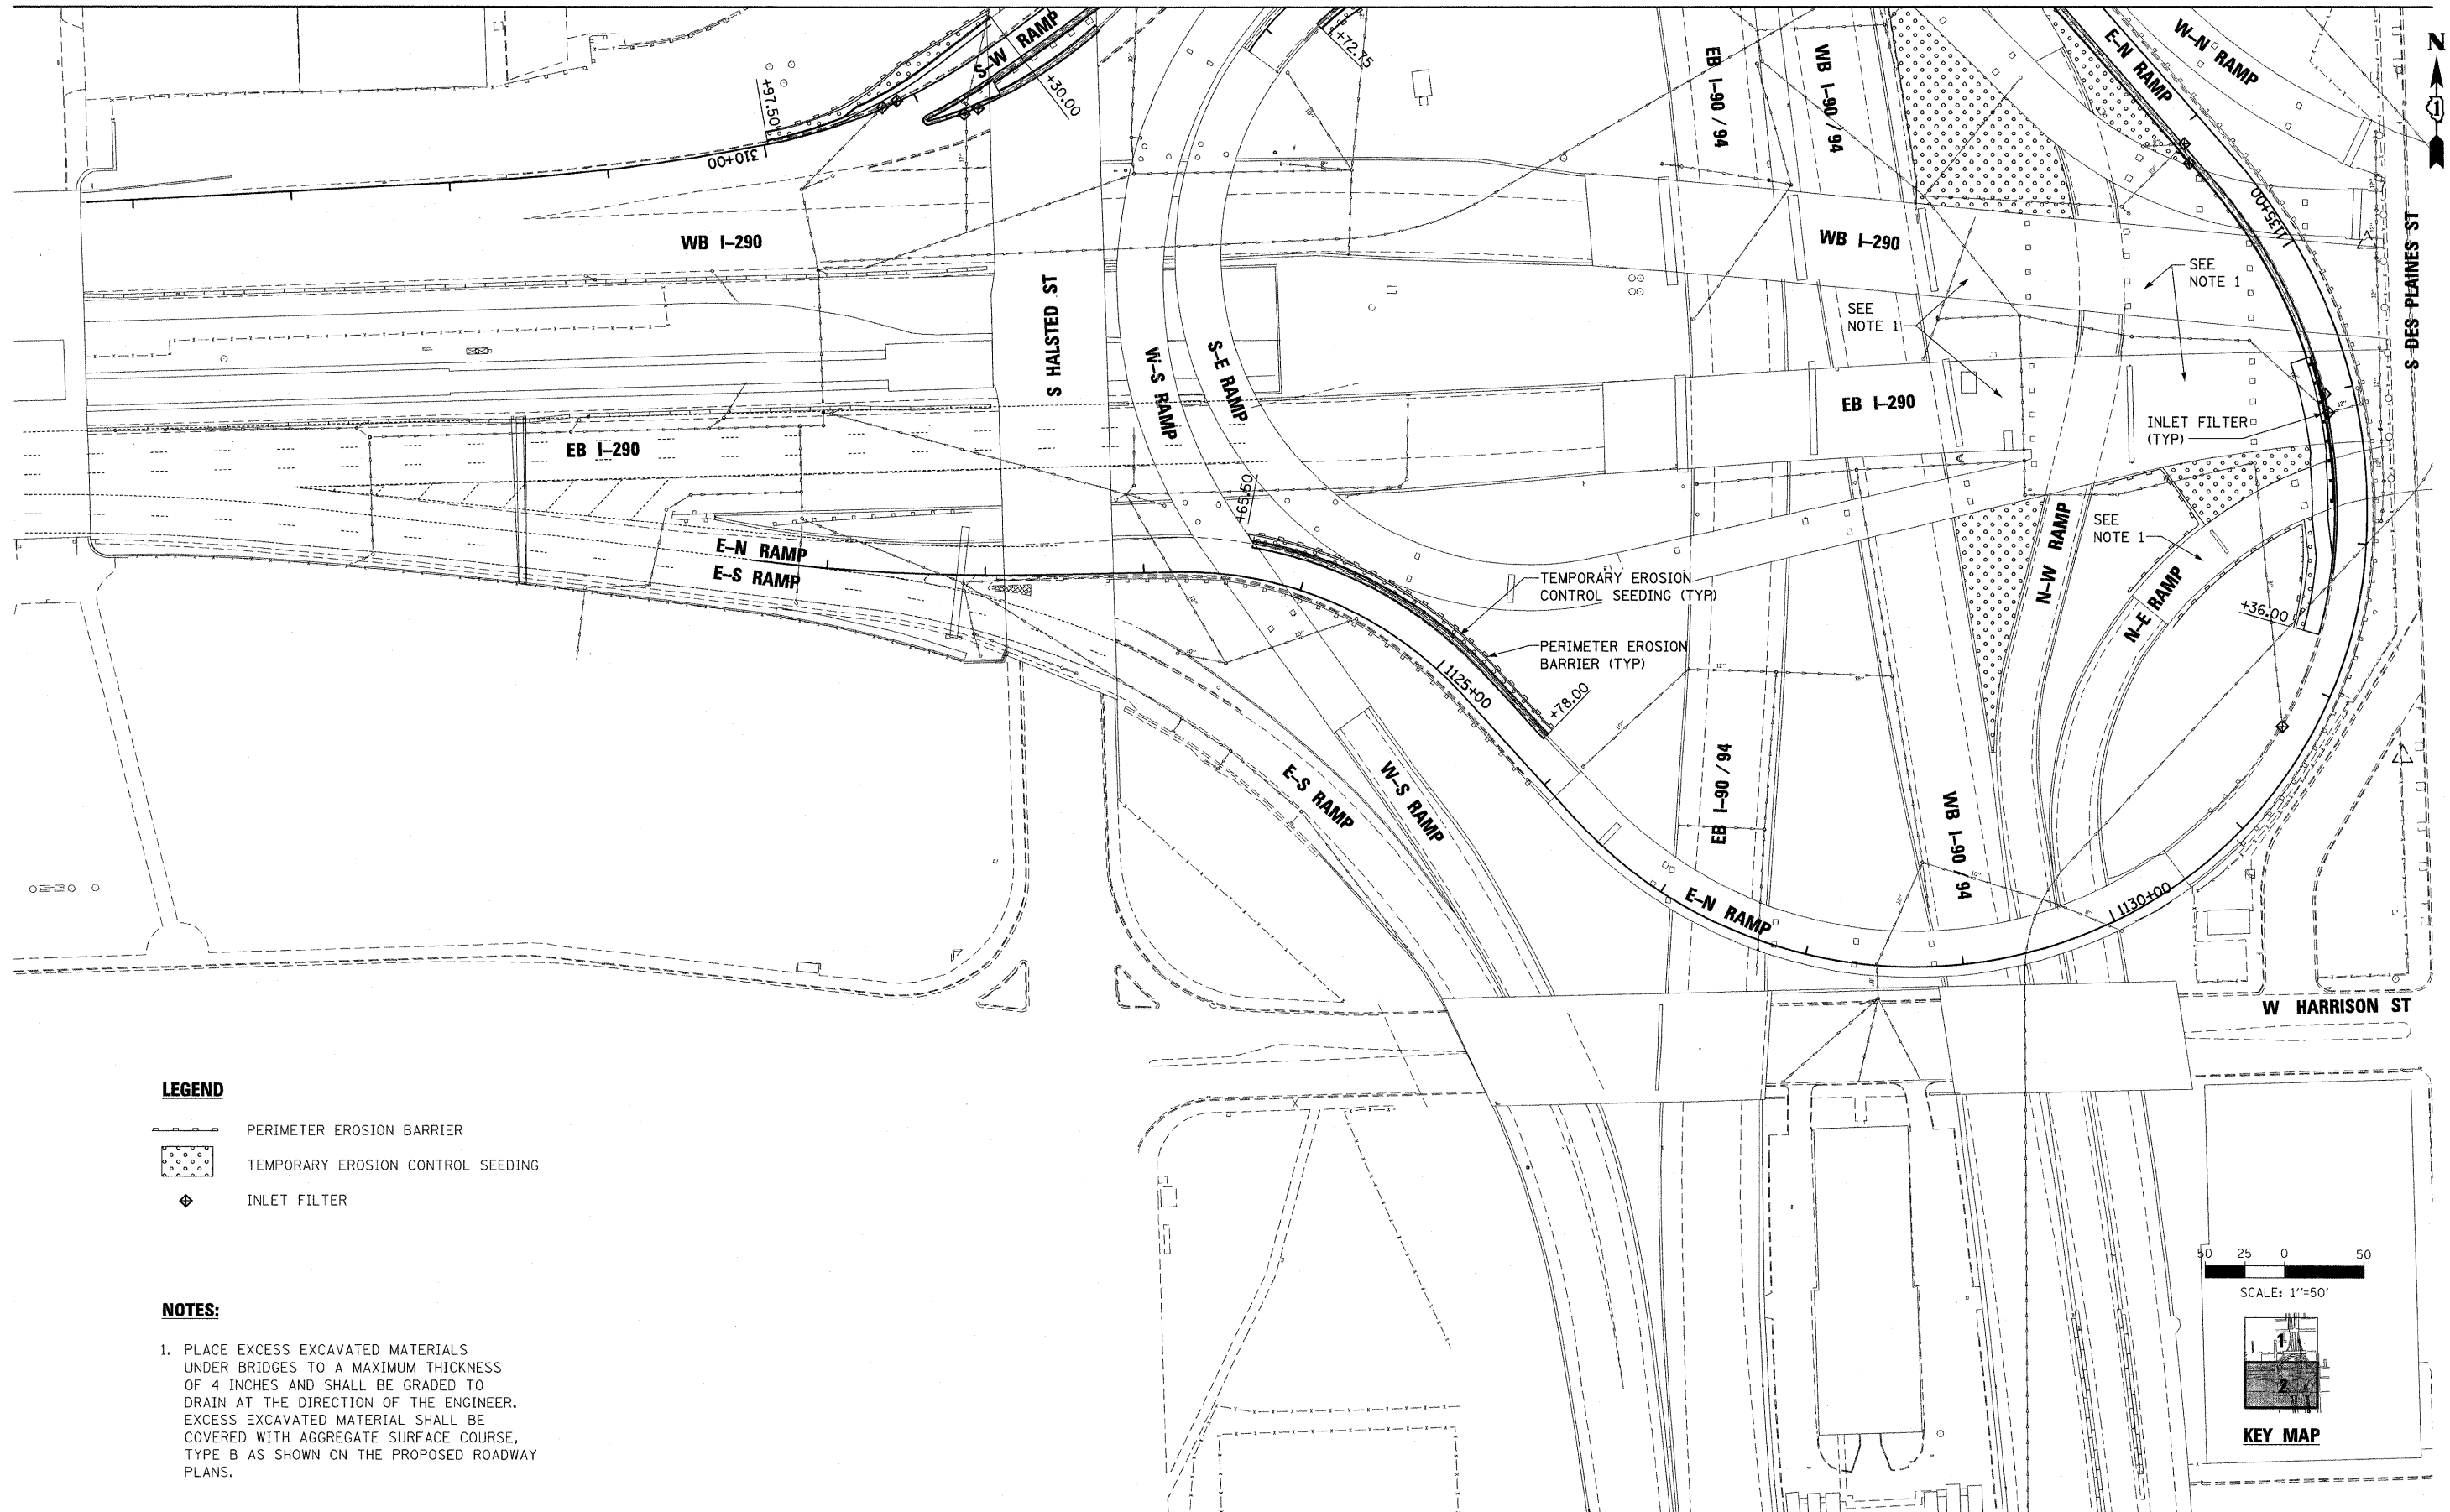 S-W RAMP
+30.00
+97.50
310+00
+72.75
EB I-90 / 94
WB I-90 / 94
E-N RAMP
W-N RAMP
N
1
1135+00
S DES PLAINES ST
WB I-290
WB I-290
SEE
NOTE 1
SEE
NOTE 1
S HALSTED ST
W-S RAMP
S-E RAMP
EB I-290
EB I-290
INLET FILTER
(TYP)
+65.50
E-N RAMP
E-S RAMP
TEMPORARY EROSION
CONTROL SEEDING (TYP)
PERIMETER EROSION
BARRIER (TYP)
N-W RAMP
SEE
NOTE 1
N-E RAMP
+36.00
1125+00
+78.00
E-S RAMP
W-S RAMP
EB I-90 / 94
WB I-90 / 94
E-N RAMP
1130+00
W HARRISON ST
LEGEND
PERIMETER EROSION BARRIER
TEMPORARY EROSION CONTROL SEEDING
INLET FILTER
NOTES:
1. PLACE EXCESS EXCAVATED MATERIALS
UNDER BRIDGES TO A MAXIMUM THICKNESS
OF 4 INCHES AND SHALL BE GRADED TO
DRAIN AT THE DIRECTION OF THE ENGINEER.
EXCESS EXCAVATED MATERIAL SHALL BE
COVERED WITH AGGREGATE SURFACE COURSE,
TYPE B AS SHOWN ON THE PROPOSED ROADWAY
PLANS.
50 25 0 50
SCALE: 1"=50'
1
2
KEY MAP